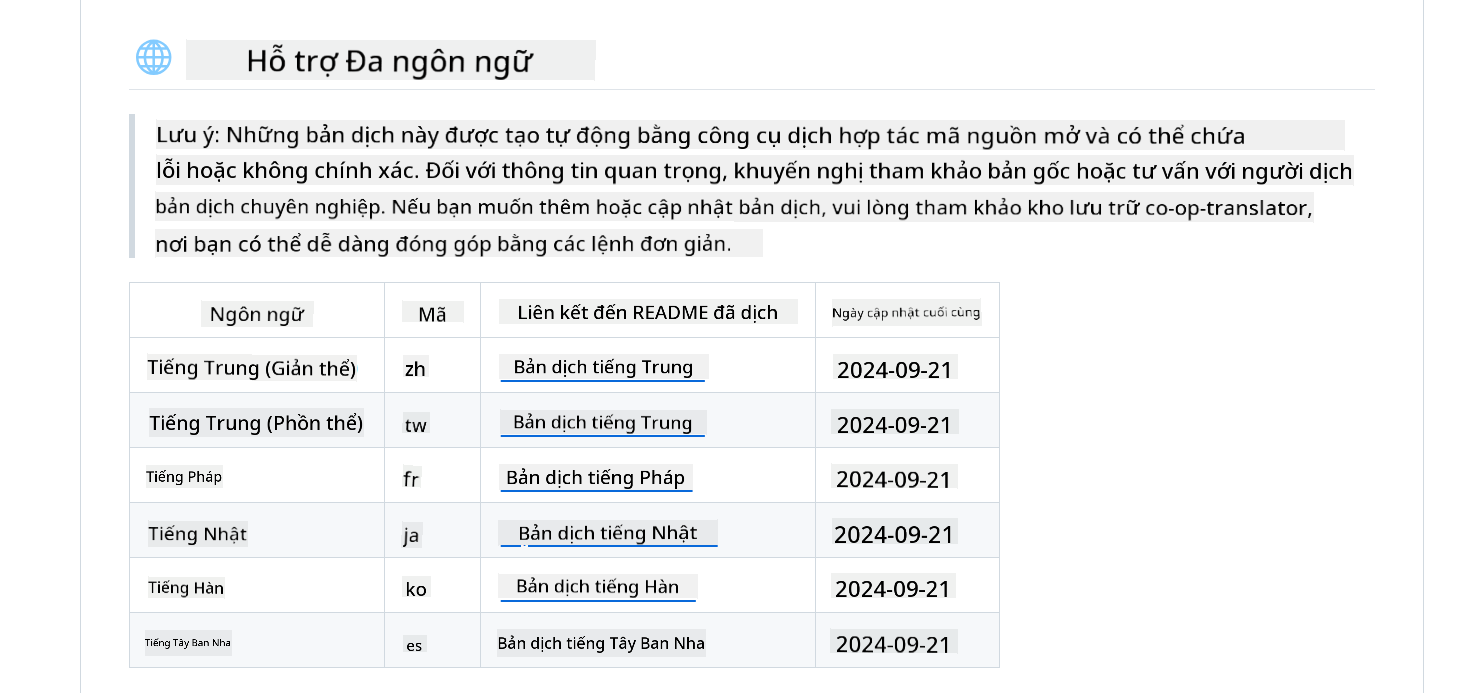 Hỗ trợ Đa ngôn ngữ
Lưu ý: Những bản dịch này được tạo tự động bằng công cụ dịch hợp tác mã nguồn mở và có thể chứa
lỗi hoặc không chính xác. Đối với thông tin quan trọng, khuyến nghị tham khảo bản gốc hoặc tư vấn với người dịch
bản dịch chuyên nghiệp. Nếu bạn muốn thêm hoặc cập nhật bản dịch, vui lòng tham khảo kho lưu trữ co-op-translator,
nơi bạn có thể dễ dàng đóng góp bằng các lệnh đơn giản.
Ngôn ngữ Mã Liên kết đến README đã dịch Ngày cập nhật cuối cùng
Tiếng Trung (Giản thể) zh Bản dịch tiếng Trung 2024-09-21
Tiếng Trung (Phồn thể) tw Bản dịch tiếng Trung 2024-09-21
Tiếng Pháp fr Bản dịch tiếng Pháp 2024-09-21
Tiếng Nhật ja Bản dịch tiếng Nhật 2024-09-21
Tiếng Hàn ko Bản dịch tiếng Hàn 2024-09-21
Tiếng Tây Ban Nha es Bản dịch tiếng Tây Ban Nha 2024-09-21